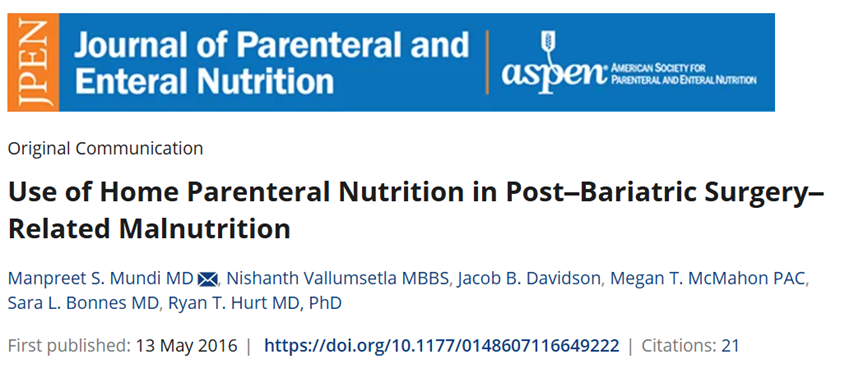 JPEN
Journal of Parenteral and
Enteral Nutrition
aspen® AMERICAN SOCIETY FOR
PARENTERAL AND ENTERAL NUTRITION
Original Communication
Use of Home Parenteral Nutrition in Post–Bariatric Surgery–
Related Malnutrition
Manpreet S. Mundi MD, Nishanth Vallumsetla MBBS, Jacob B. Davidson, Megan T. McMahon PAC,
Sara L. Bonnes MD, Ryan T. Hurt MD, PhD
First published: 13 May 2016 | https://doi.org/10.1177/0148607116649222 | Citations: 21